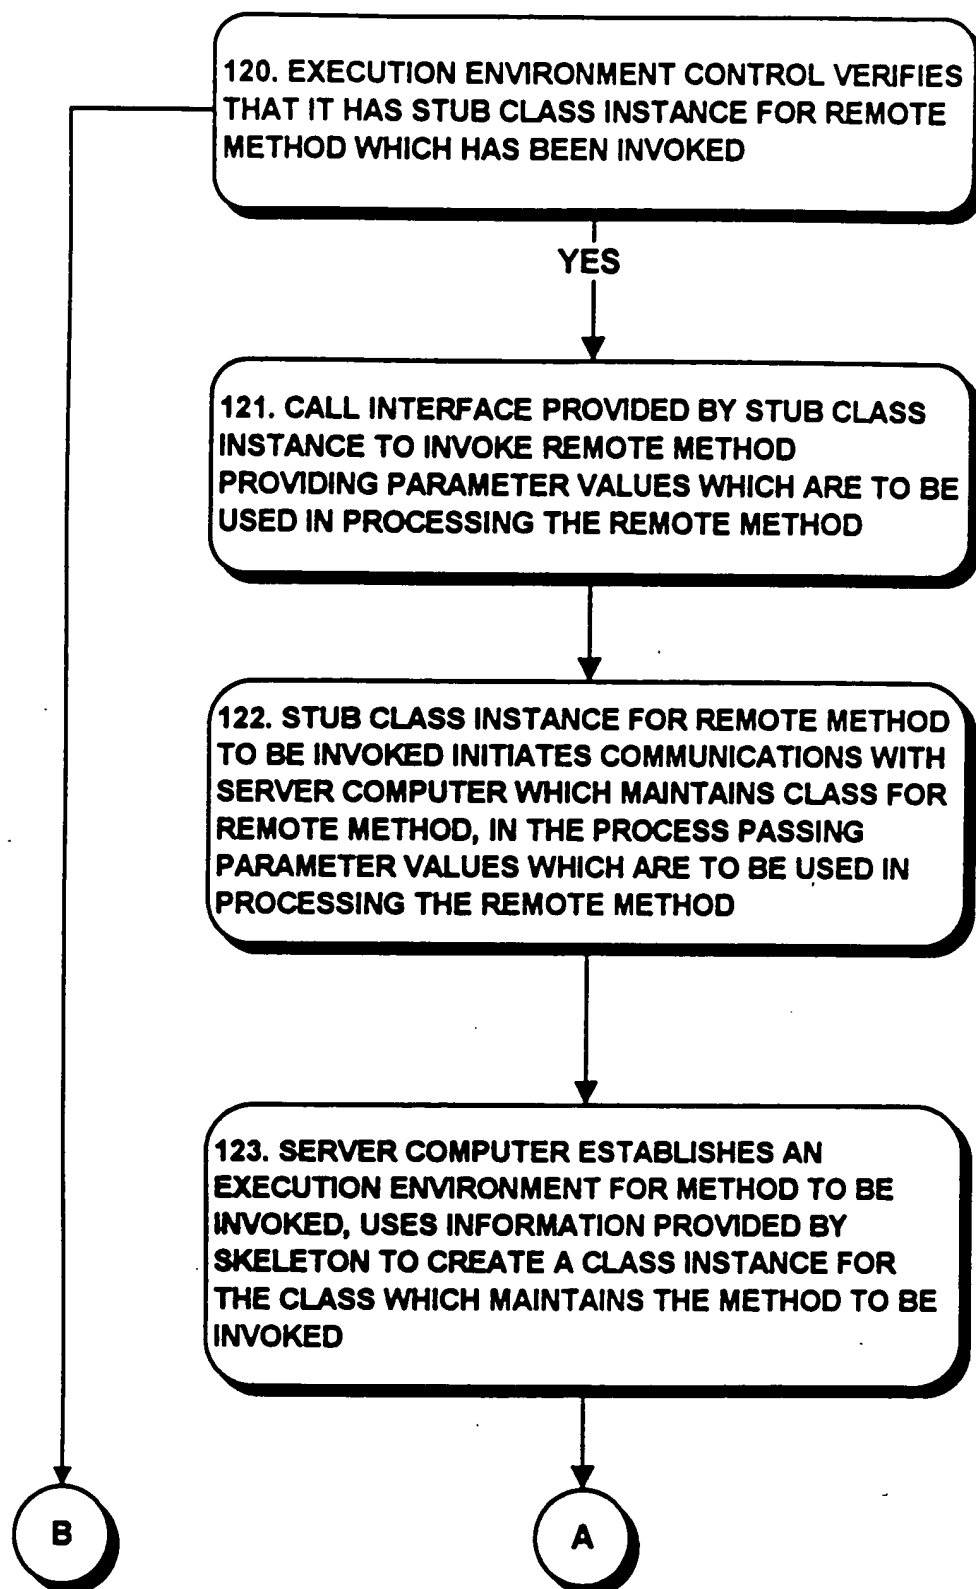 120. EXECUTION ENVIRONMENT CONTROL VERIFIES
THAT IT HAS STUB CLASS INSTANCE FOR REMOTE
METHOD WHICH HAS BEEN INVOKED
YES
121. CALL INTERFACE PROVIDED BY STUB CLASS
INSTANCE TO INVOKE REMOTE METHOD
PROVIDING PARAMETER VALUES WHICH ARE TO BE
USED IN PROCESSING THE REMOTE METHOD
122. STUB CLASS INSTANCE FOR REMOTE METHOD
TO BE INVOKED INITIATES COMMUNICATIONS WITH
SERVER COMPUTER WHICH MAINTAINS CLASS FOR
REMOTE METHOD, IN THE PROCESS PASSING
PARAMETER VALUES WHICH ARE TO BE USED IN
PROCESSING THE REMOTE METHOD
123. SERVER COMPUTER ESTABLISHES AN
EXECUTION ENVIRONMENT FOR METHOD TO BE
INVOKED, USES INFORMATION PROVIDED BY
SKELETON TO CREATE A CLASS INSTANCE FOR
THE CLASS WHICH MAINTAINS THE METHOD TO BE
INVOKED
B
A